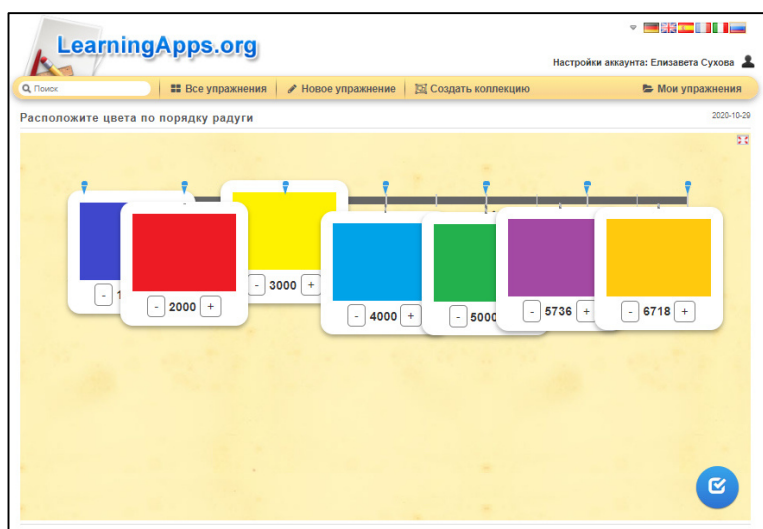 LearningApps.org
Настройки аккаунта: Елизавета Сухова
Поиск
Все упражнения
Новое упражнение
Создать коллекцию
Мои упражнения
Расположите цвета по порядку радуги
2020-10-29
- 1
- 2000 +
- 3000 +
- 4000 +
- 5000
- 5736 +
- 6718 +